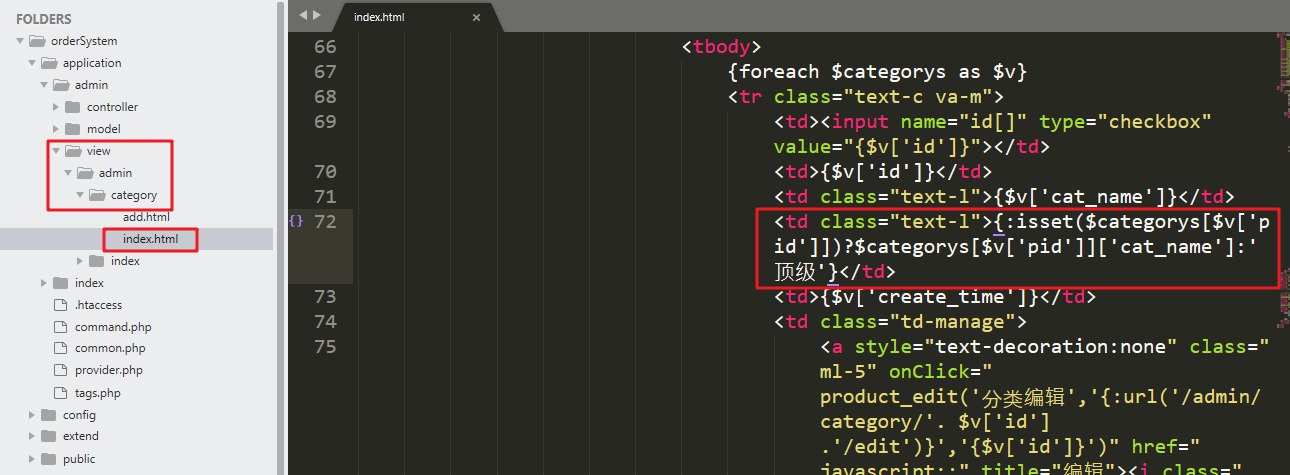 FOLDERS
orderSystem
application
admin
controller
model
view
admin
category
add.html
index.html
index
index
.htaccess
command.php
common.php
provider.php
tags.php
config
extend
public
index.html ×
66 <tbody>
67 {foreach $categorys as $v}
68 <tr class="text-c va-m">
69 <td><input name="id[]" type="checkbox"
value="{$v['id']}"></td>
70 <td>{$v['id']}</td>
71 <td class="text-l">{$v['cat_name']}</td>
{} 72 <td class="text-l">{:isset($categorys[$v['p
id']])?$categorys[$v['pid']]['cat_name']:'
顶级'}</td>
73 <td>{$v['create_time']}</td>
74 <td class="td-manage">
75 <a style="text-decoration:none" class="
ml-5" onClick="
product_edit('分类编辑','{:url('/admin/
category/'. $v['id']
.'/edit')}','{$v['id']}')" href="
javascript:;" title="编辑"><i class="